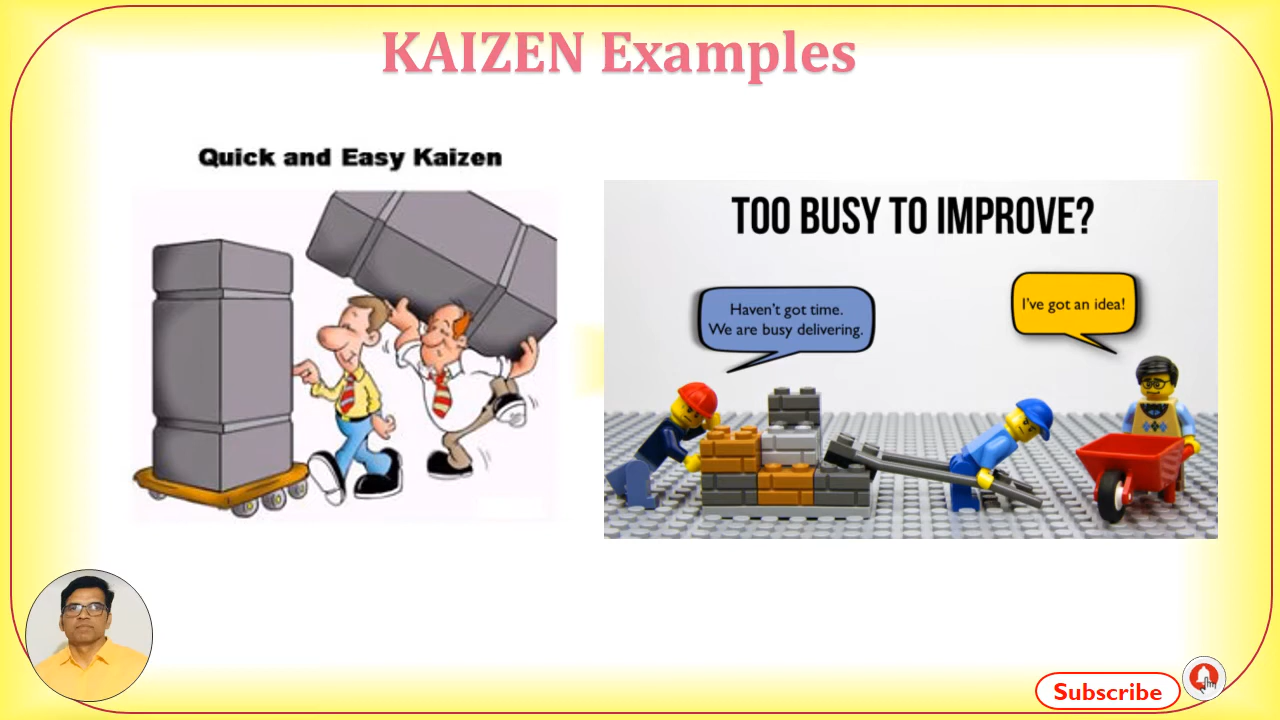 KAIZEN Examples
Quick and Easy Kaizen
TOO BUSY TO IMPROVE?
Haven't got time.
We are busy delivering.
I've got an idea!
Subscribe